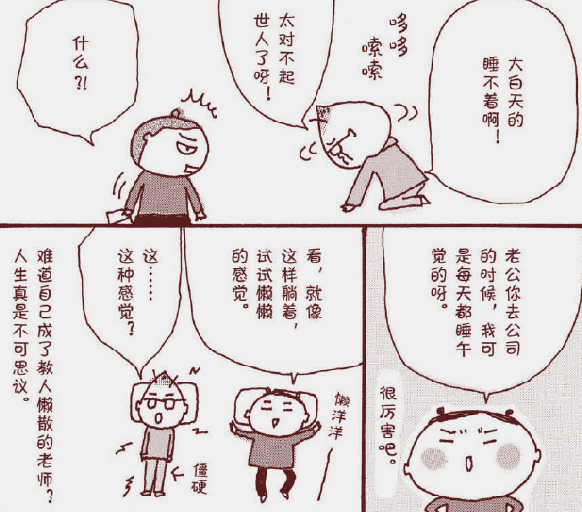 大白天的
睡不着啊！
哆哆
嗦嗦
太对不起
世人了呀！
什么?!
老公你去公司
的时候，我可
是每天都睡午
觉的呀。
很厉害吧。
看，就像
这样躺着，
试试懒懒
的感觉。
懒洋洋
这……
这种感觉？
僵硬
难道自己成了教人懒散的老师？
人生真是不可思议。